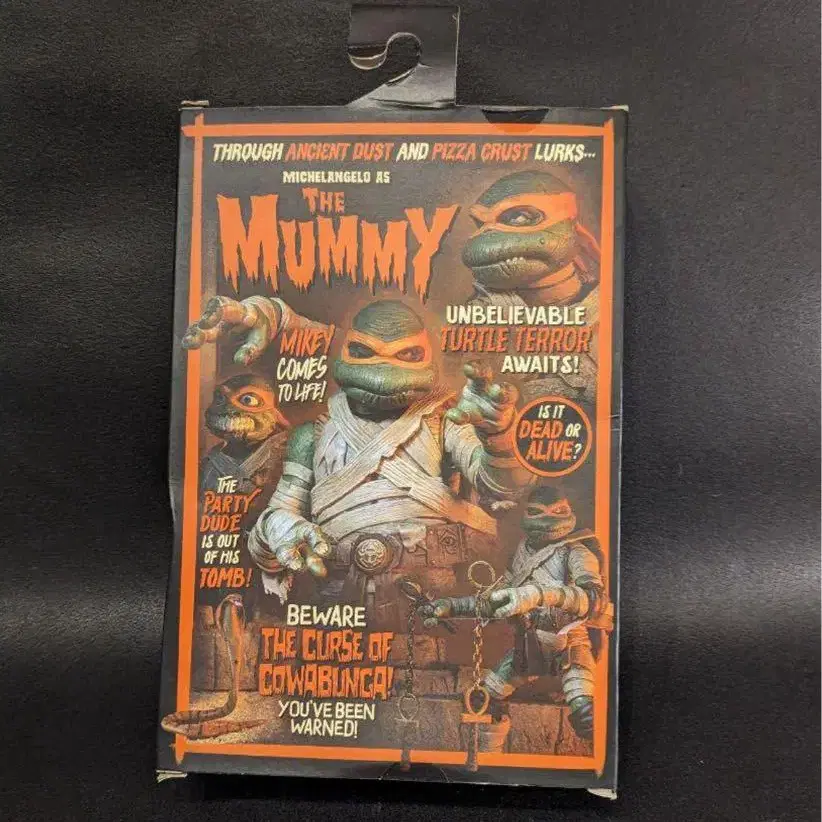 THROUGH ANCIENT DUST AND PIZZA CRUST LURKS...
MICHELANGELO AS
THE
MUMMY
UNBELIEVABLE
TURTLE TERROR
AWAITS!
MIKEY
COMES
TO LIFE!
IS IT
DEAD OR
ALIVE?
THE
PARTY
DUDE
IS OUT
OF HIS
TOMB!
BEWARE
THE CURSE OF
COWABUNGA!
YOU'VE BEEN
WARNED!